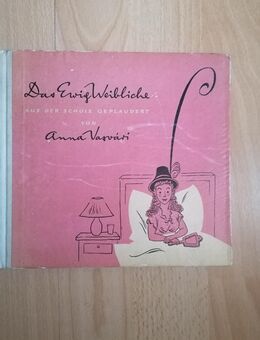 Das Ewig Weibliche
AUS DER SCHULE GEPLAUDERT
VON
Anna Vasvári